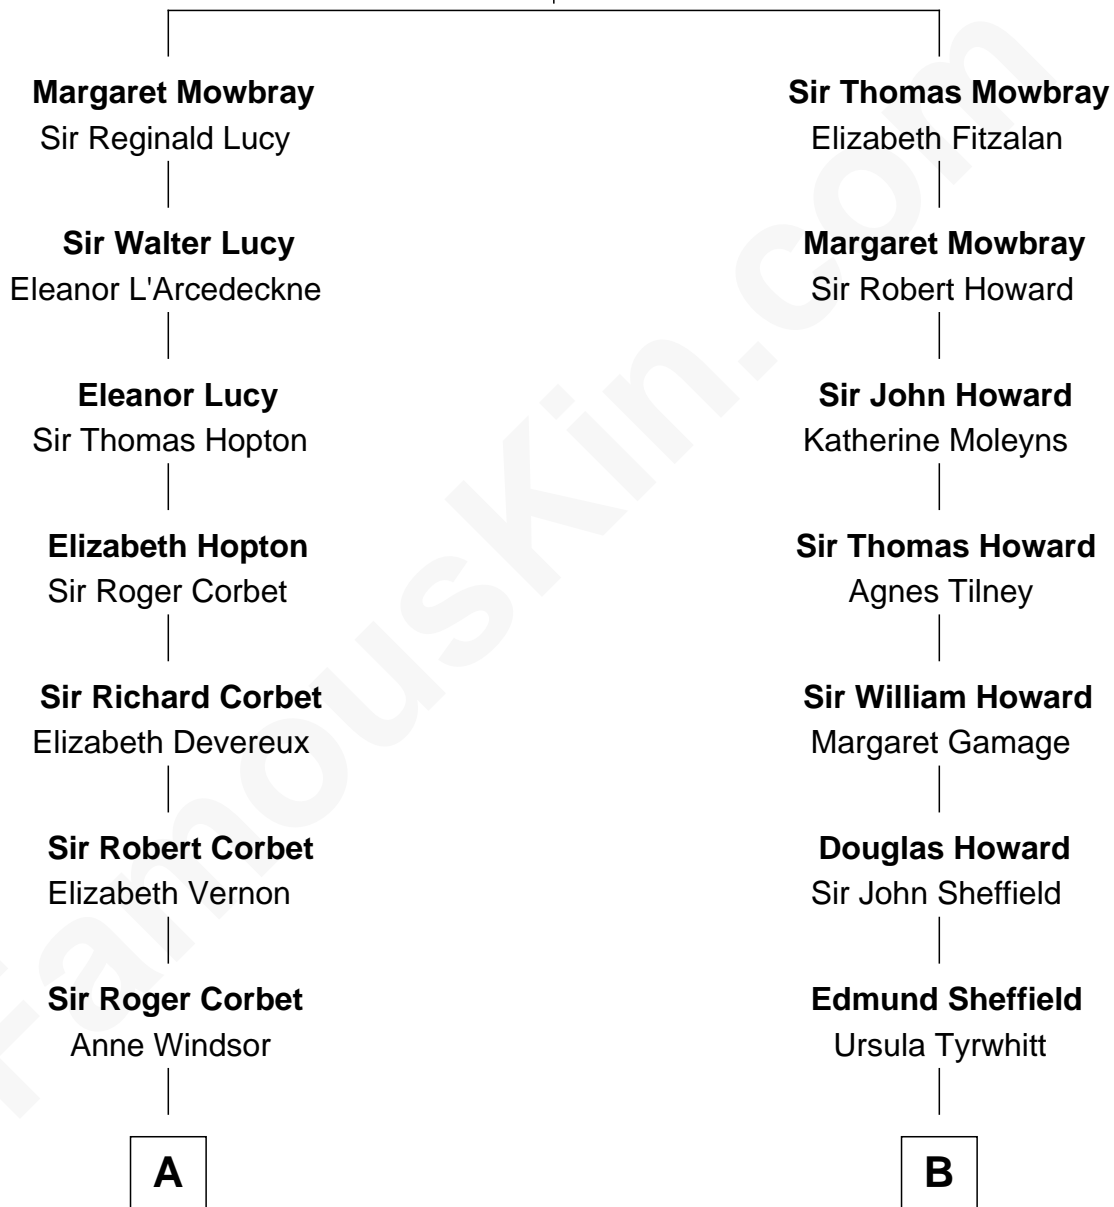 Margaret Mowbray
Sir Reginald Lucy
Sir Walter Lucy
Eleanor L'Arcedeckne
Eleanor Lucy
Sir Thomas Hopton
Elizabeth Hopton
Sir Roger Corbet
Sir Richard Corbet
Elizabeth Devereux
Sir Robert Corbet
Elizabeth Vernon
Sir Roger Corbet
Anne Windsor
A
Sir Thomas Mowbray
Elizabeth Fitzalan
Margaret Mowbray
Sir Robert Howard
Sir John Howard
Katherine Moleyns
Sir Thomas Howard
Agnes Tilney
Sir William Howard
Margaret Gamage
Douglas Howard
Sir John Sheffield
Edmund Sheffield
Ursula Tyrwhitt
B
FamousKin.com